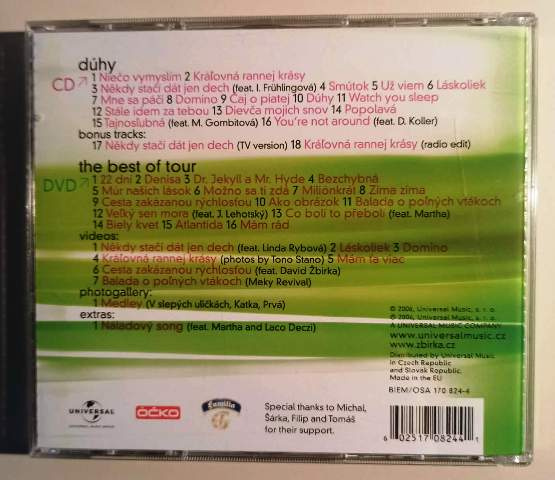 dúhy
CD 1 Niečo vymyslím 2 Kráľovná rannej krásy
3 Někdy stačí dát jen dech (feat. I. Frühlingová) 4 Smútok 5 Už viem 6 Láskoliek
7 Mne sa páči 8 Domino 9 Čaj o piatej 10 Dúhy 11 Watch you sleep
12 Stále idem za tebou 13 Dievča mojich snov 14 Popolavá
15 Tajnosľubná (feat. M. Gombitová) 16 You're not around (feat. D. Koller)
bonus tracks:
17 Někdy stačí dát jen dech (TV version) 18 Kráľovná rannej krásy (radio edit)
the best of tour
DVD 1 22 dní 2 Denisa 3 Dr. Jekyll a Mr. Hyde 4 Bezchybná
5 Múr našich lások 6 Možno sa ti zdá 7 Miliónkrát 8 Zima zima
9 Cesta zakázanou rýchlosťou 10 Ako obrázok 11 Balada o poľných vtákoch
12 Veľký sen mora (feat. J. Lehotský) 13 Co bolí to přebolí (feat. Martha)
14 Biely kvet 15 Atlantída 16 Mám rád
videos:
1 Někdy stačí dát jen dech (feat. Linda Rybová) 2 Láskoliek 3 Domino
4 Kráľovná rannej krásy (photos by Tono Stano) 5 Mám ťa viac
6 Cesta zakázanou rýchlosťou (feat. David Žbirka)
7 Balada o poľných vtákoch (Meky Revival)
photogallery:
1 Medley (V slepých uličkách, Katka, Prvá)
extras:
1 Náladový song (feat. Martha and Laco Deczi)
℗ 2006, Universal Music, s. r. o.
© 2006, Universal Music, s. r. o.
A UNIVERSAL MUSIC COMPANY
www.universalmusic.cz
www.zbirka.cz
Distributed by Universal Music
in Czech Republic
and Slovak Republic.
Made in the EU
BIEM/OSA 170 824-4
UNIVERSAL
óčko
Familia
Special thanks to Michal,
Šárka, Filip and Tomáš
for their support.
6 02517 08244 1